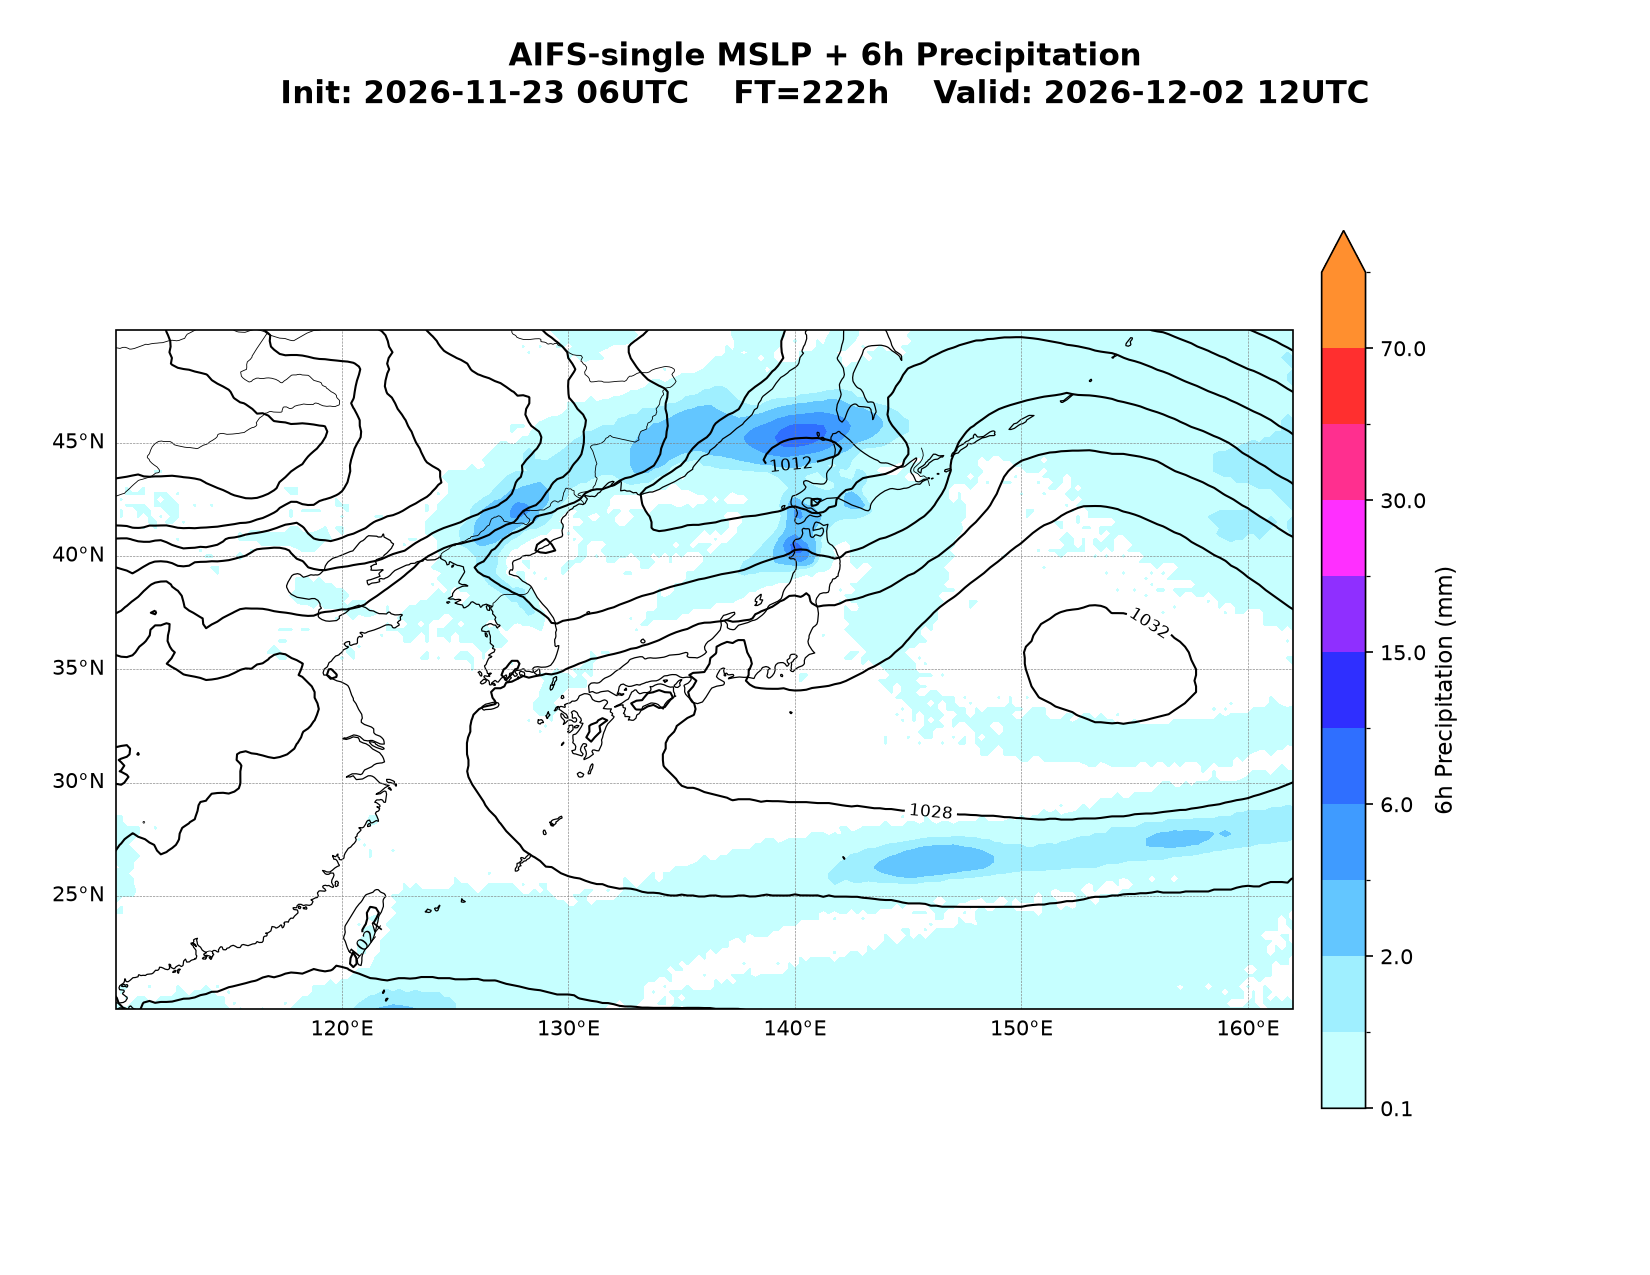 AIFS-single MSLP + 6h Precipitation
Init: 2026-11-23 06UTC    FT=222h    Valid: 2026-12-02 12UTC
70.0
30.0
15.0
6.0
2.0
0.1
6h Precipitation (mm)
45°N
40°N
35°N
30°N
25°N
120°E
130°E
140°E
150°E
160°E
1012
1032
1028